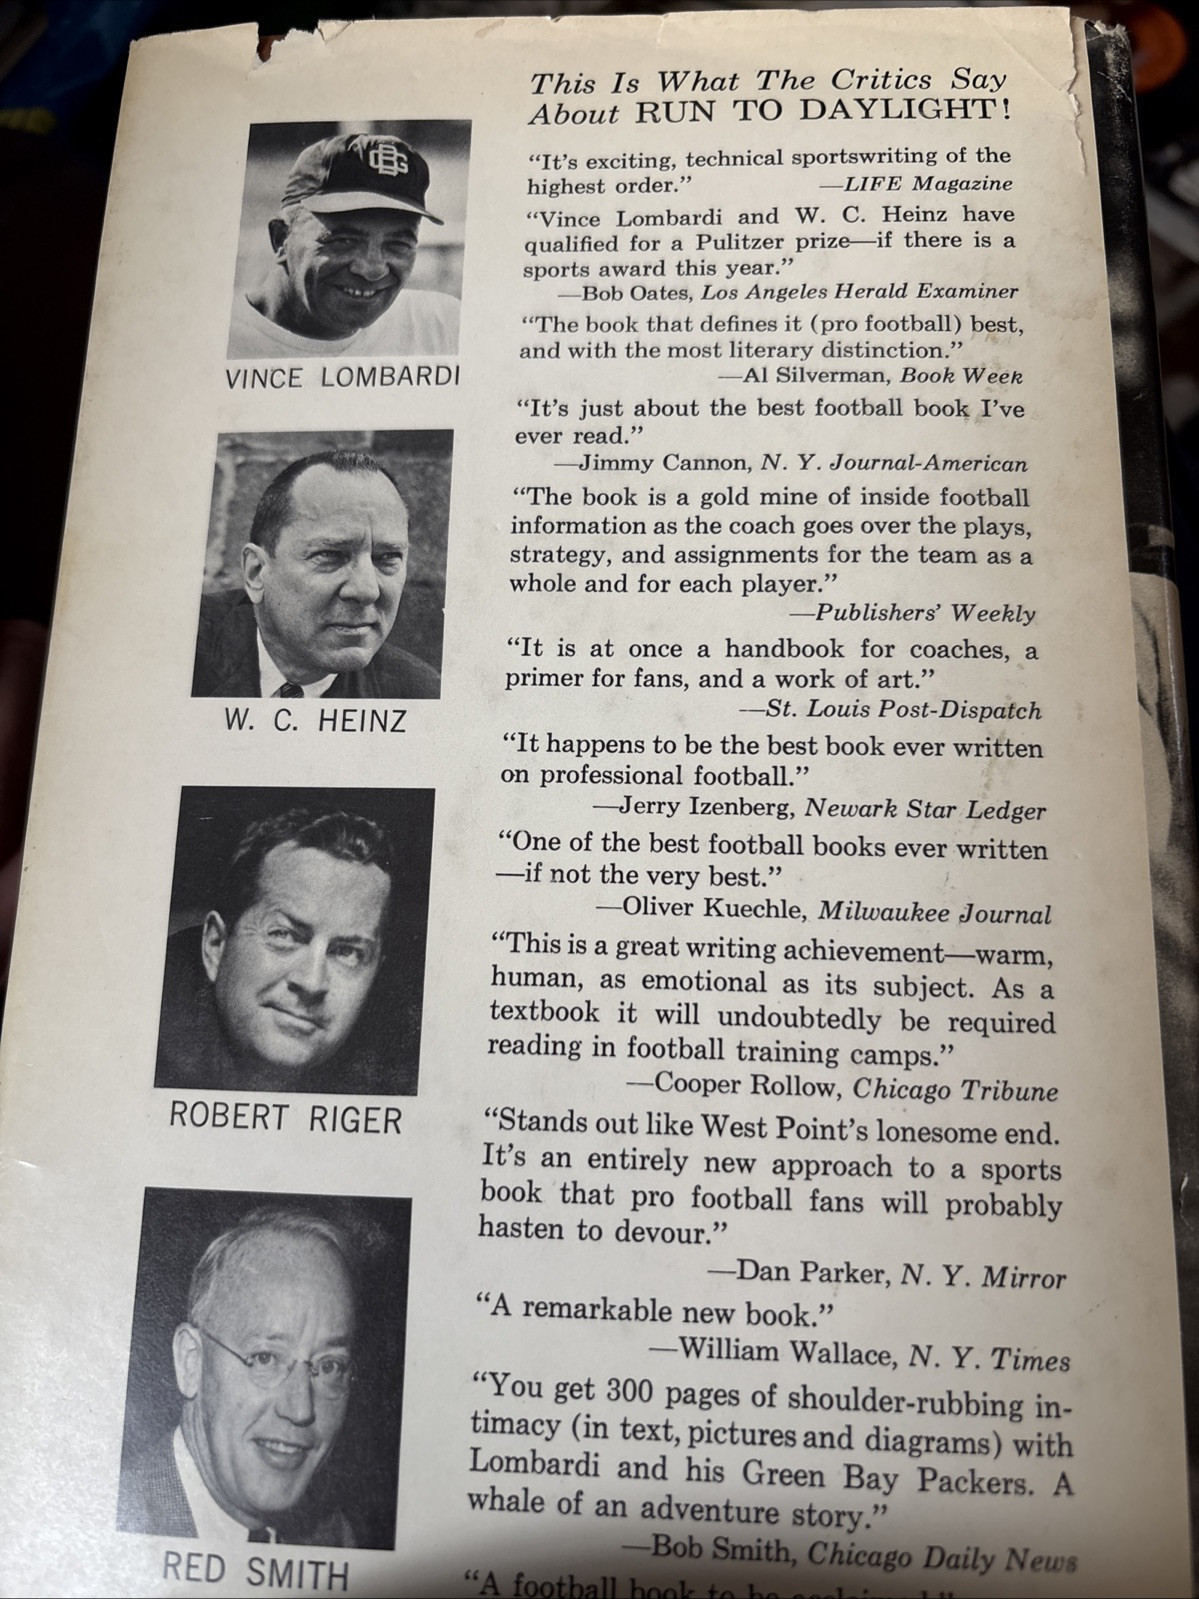 This Is What The Critics Say
About RUN TO DAYLIGHT!
"It's exciting, technical sportswriting of the
highest order." —LIFE Magazine
"Vince Lombardi and W. C. Heinz have
qualified for a Pulitzer prize—if there is a
sports award this year."
—Bob Oates, Los Angeles Herald Examiner
"The book that defines it (pro football) best,
and with the most literary distinction."
—Al Silverman, Book Week
"It's just about the best football book I've
ever read."
—Jimmy Cannon, N. Y. Journal-American
"The book is a gold mine of inside football
information as the coach goes over the plays,
strategy, and assignments for the team as a
whole and for each player."
—Publishers' Weekly
"It is at once a handbook for coaches, a
primer for fans, and a work of art."
—St. Louis Post-Dispatch
"It happens to be the best book ever written
on professional football."
—Jerry Izenberg, Newark Star Ledger
"One of the best football books ever written
—if not the very best."
—Oliver Kuechle, Milwaukee Journal
"This is a great writing achievement—warm,
human, as emotional as its subject. As a
textbook it will undoubtedly be required
reading in football training camps."
—Cooper Rollow, Chicago Tribune
"Stands out like West Point's lonesome end.
It's an entirely new approach to a sports
book that pro football fans will probably
hasten to devour."
—Dan Parker, N. Y. Mirror
"A remarkable new book."
—William Wallace, N. Y. Times
"You get 300 pages of shoulder-rubbing in-
timacy (in text, pictures and diagrams) with
Lombardi and his Green Bay Packers. A
whale of an adventure story."
—Bob Smith, Chicago Daily News
"A football book to be
GB
VINCE LOMBARDI
W. C. HEINZ
ROBERT RIGER
RED SMITH